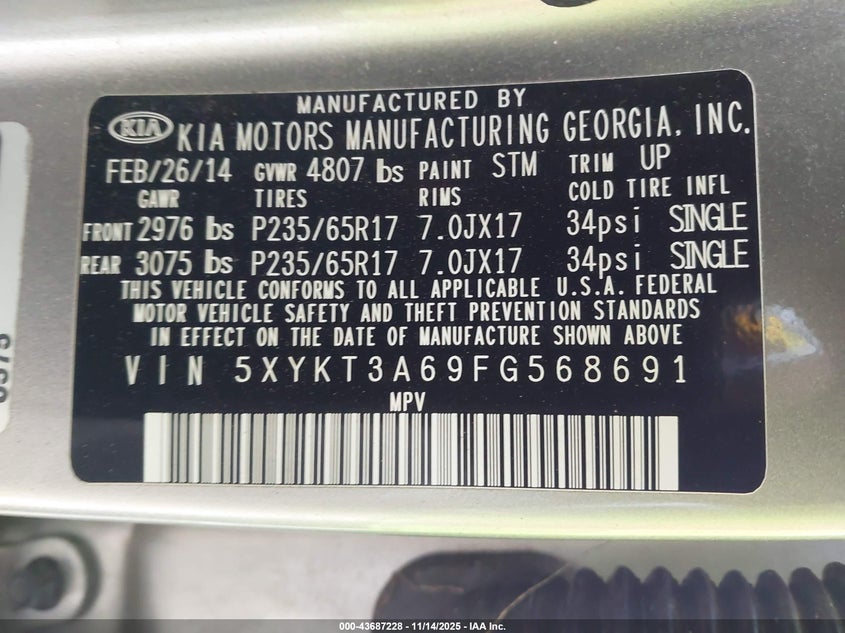 MANUFACTURED BY
KIA KIA MOTORS MANUFACTURING GEORGIA, INC.
FEB/26/14 GVWR 4807 lbs PAINT STM TRIM UP
GAWR TIRES RIMS COLD TIRE INFL
FRONT 2976 lbs P235/65R17 7.0JX17 34psi SINGLE
REAR 3075 lbs P235/65R17 7.0JX17 34psi SINGLE
THIS VEHICLE CONFORMS TO ALL APPLICABLE U.S.A. FEDERAL
MOTOR VEHICLE SAFETY AND THEFT PREVENTION STANDARDS
IN EFFECT ON THE DATE OF MANUFACTURE SHOWN ABOVE
VIN 5XYKT3A69FG568691
MPV
000-43687228 - 11/14/2025 - IAA Inc.